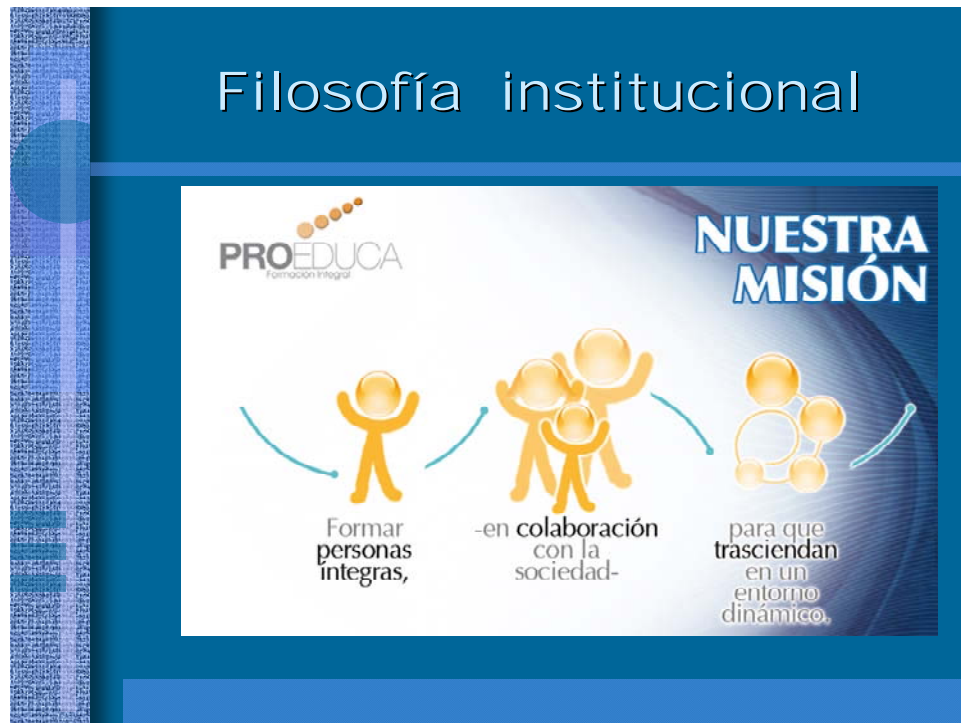 Filosofía institucional
PROEDUCA
Formación Integral
NUESTRA
MISIÓN
Formar
personas
íntegras,
-en colaboración
con la
sociedad-
para que
trasciendan
en un
entorno
dinámico.